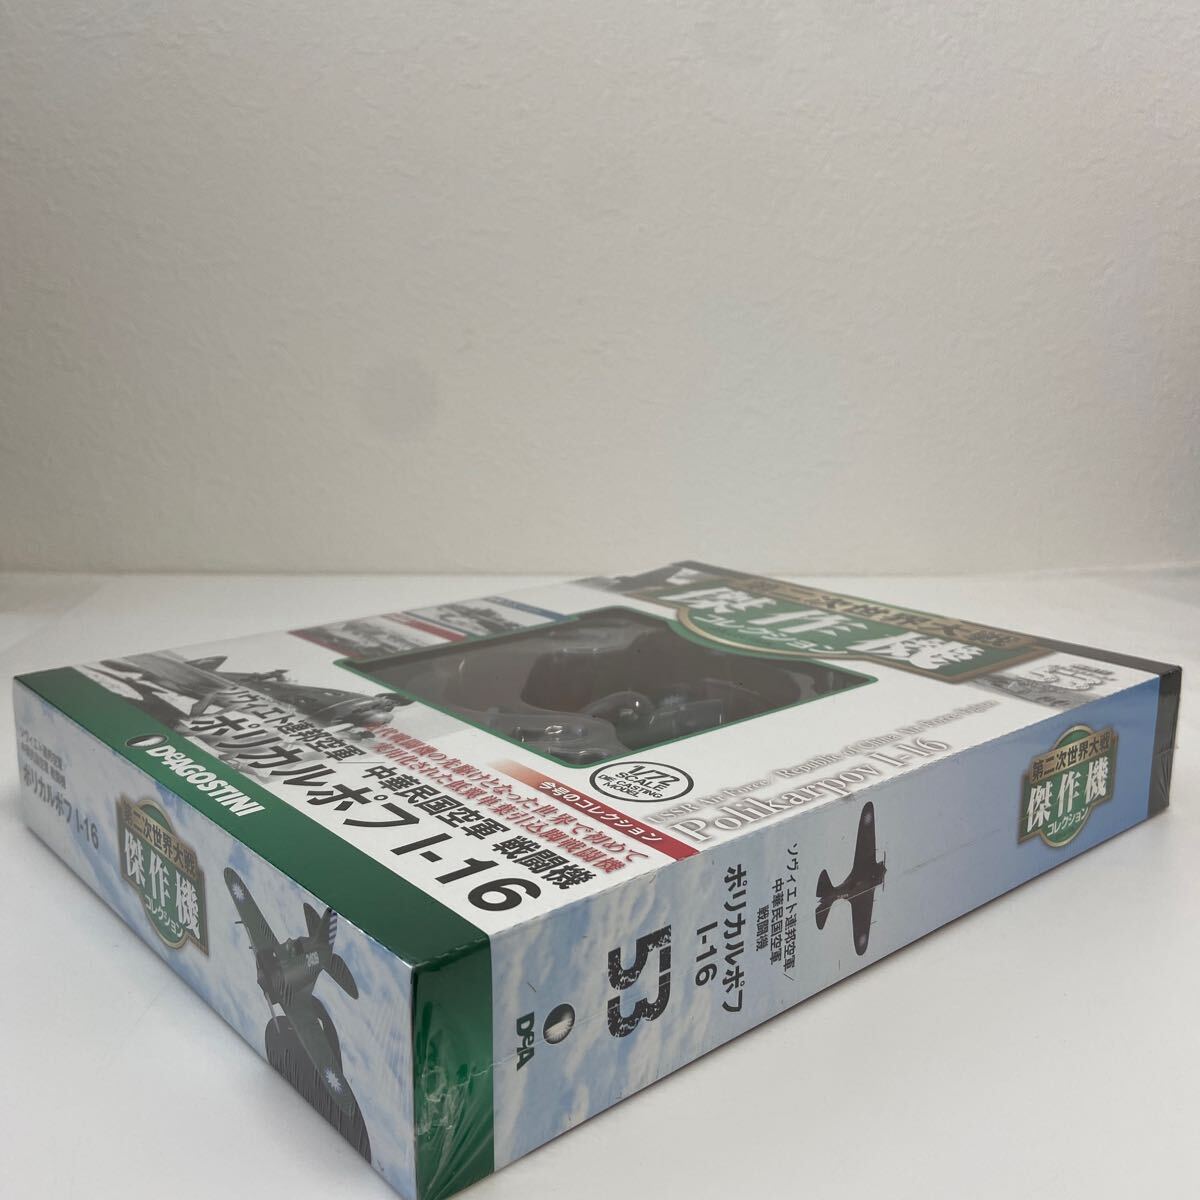 第二次世界大戦
傑作機
コレクション
1/72
SCALE
DIE CASTING
MODEL
今号のコレクション
Polikarpov I-16
ソヴィエト連邦空軍/中華民国空軍 戦闘機
ポリカルポフ I-16
DeAGOSTINI
ポリカルポフ I-16
第二次世界大戦
傑作機
コレクション
DeA
53
ポリカルポフ
I-16
ソヴィエト連邦空軍/
中華民国空軍
戦闘機
第二次世界大戦
傑作機
コレクション